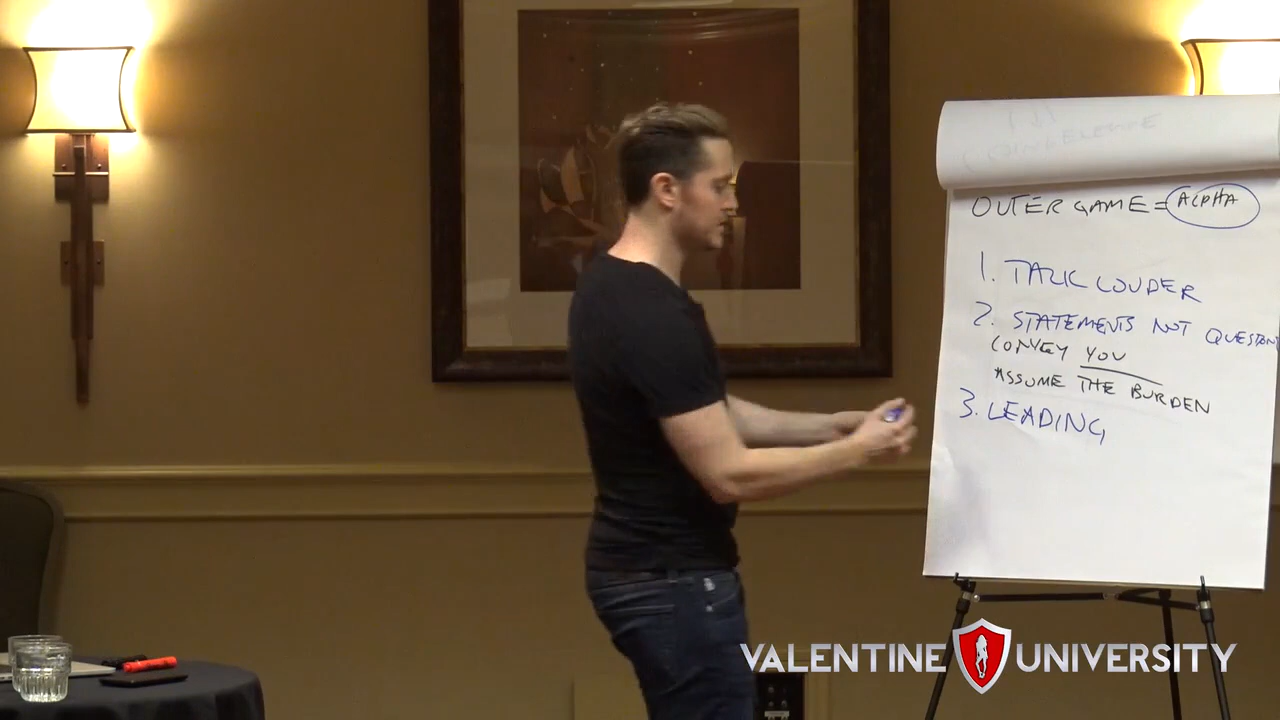 OUTER GAME = ALPHA
1. TALK LOUDER
2. STATEMENTS NOT QUESTIONS
CONVEY YOU
ASSUME THE BURDEN
3. LEADING
VALENTINE UNIVERSITY